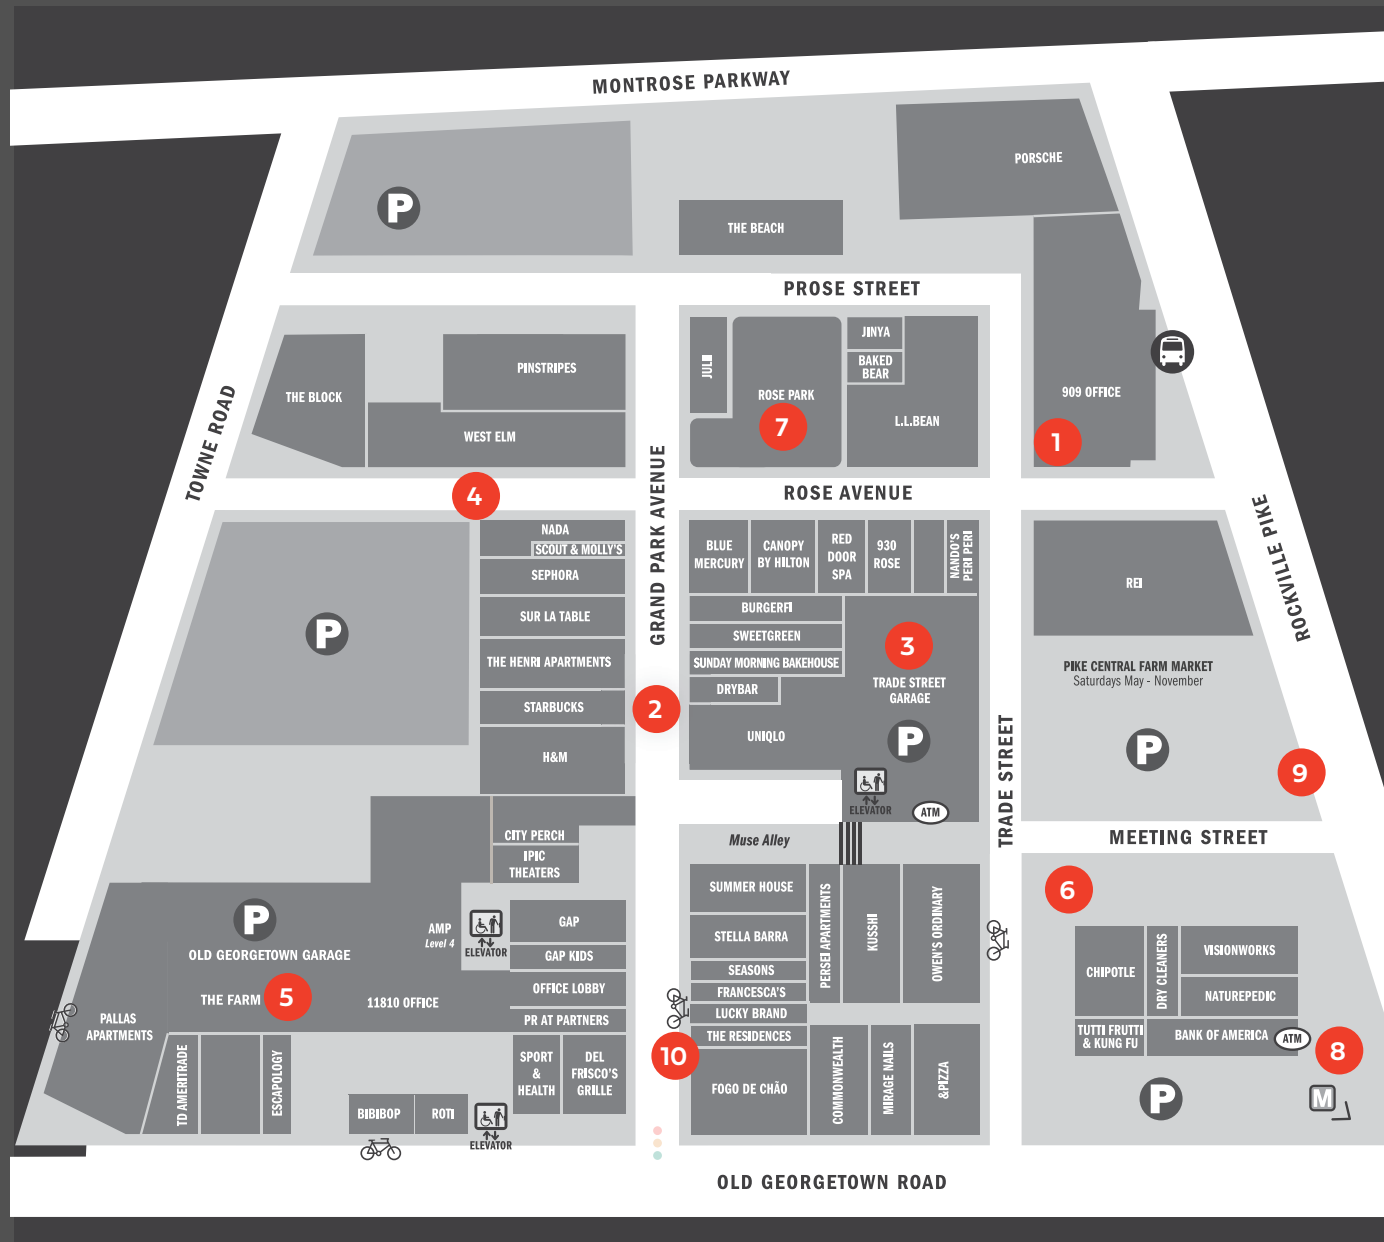 MONTROSE PARKWAY
PORSCHE
P
THE BEACH
PROSE STREET
JULII
JINYA
BAKED
BEAR
ROSE PARK
7
L.L.BEAN
909 OFFICE
1
PINSTRIPES
THE BLOCK
WEST ELM
TOWNE ROAD
4
GRAND PARK AVENUE
ROSE AVENUE
ROCKVILLE PIKE
NADA
SCOUT & MOLLY'S
SEPHORA
SUR LA TABLE
THE HENRI APARTMENTS
STARBUCKS
H&M
P
BLUE
MERCURY
CANOPY
BY HILTON
RED
DOOR
SPA
930
ROSE
NANDO'S
PERI PERI
BURGERFI
SWEETGREEN
SUNDAY MORNING BAKEHOUSE
DRYBAR
UNIQLO
2
3
TRADE STREET
GARAGE
P
ELEVATOR
ATM
TRADE STREET
REI
PIKE CENTRAL FARM MARKET
Saturdays May - November
P
9
MEETING STREET
CITY PERCH
IPIC
THEATERS
Muse Alley
P
OLD GEORGETOWN GARAGE
AMP
Level 4
ELEVATOR
GAP
GAP KIDS
OFFICE LOBBY
PR AT PARTNERS
THE FARM
5
11810 OFFICE
PALLAS
APARTMENTS
TD AMERITRADE
ESCAPOLOGY
BIBIBOP
ROTI
ELEVATOR
SPORT
&
HEALTH
DEL
FRISCO'S
GRILLE
SUMMER HOUSE
STELLA BARRA
SEASONS
FRANCESCA'S
LUCKY BRAND
THE RESIDENCES
10
FOGO DE CHÃO
PERSEI APARTMENTS
KUSSHI
OWEN'S ORDINARY
COMMONWEALTH
MIRAGE NAILS
&PIZZA
6
CHIPOTLE
DRY CLEANERS
VISIONWORKS
NATUREPEDIC
TUTTI FRUTTI
& KUNG FU
BANK OF AMERICA
ATM
8
P
M
OLD GEORGETOWN ROAD